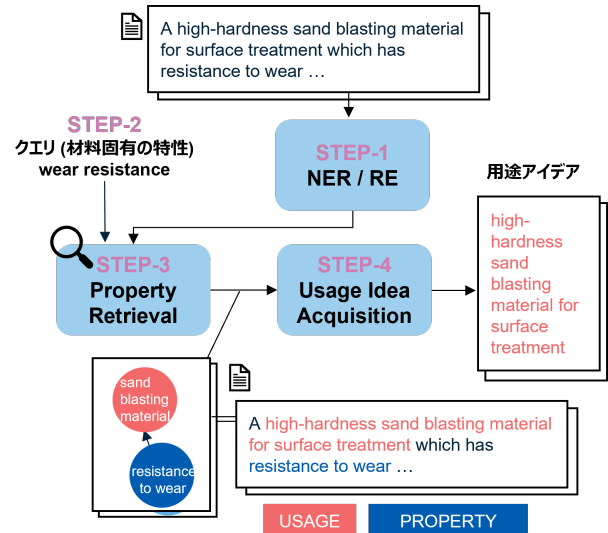 A high-hardness sand blasting material
for surface treatment which has
resistance to wear …
STEP-2
クエリ (材料固有の特性)
wear resistance
STEP-1
NER / RE
用途アイデア
high-
hardness
sand
blasting
material for
surface
treatment
STEP-3
Property
Retrieval
STEP-4
Usage Idea
Acquisition
sand
blasting
material
resistance
to wear
A high-hardness sand blasting material
for surface treatment which has
resistance to wear …
USAGE
PROPERTY